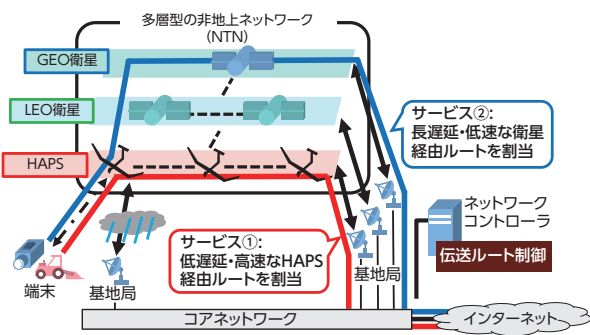 多層型の非地上ネットワーク
(NTN)
GEO衛星
LEO衛星
HAPS
サービス②:
長遅延・低速な衛星
経由ルートを割当
サービス①:
低遅延・高速なHAPS
経由ルートを割当
ネットワーク
コントローラ
伝送ルート制御
端末
基地局
基地局
コアネットワーク
インターネット